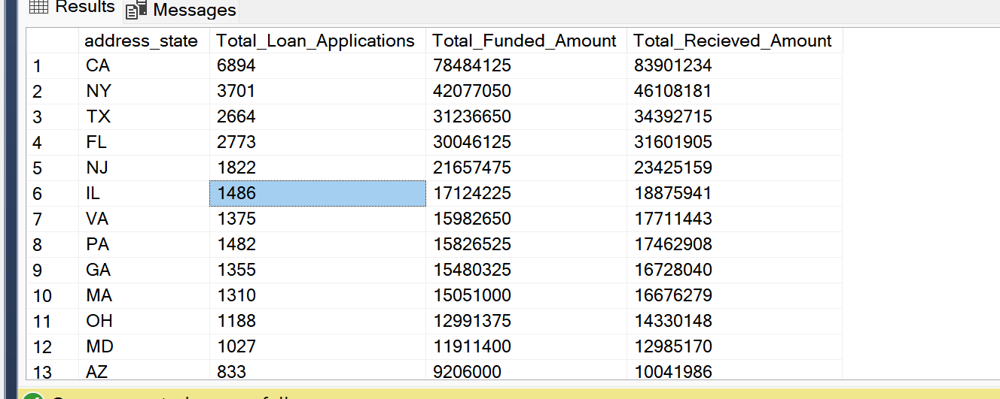 Results Messages
address_state Total_Loan_Applications Total_Funded_Amount Total_Recieved_Amount
1 CA 6894 78484125 83901234
2 NY 3701 42077050 46108181
3 TX 2664 31236650 34392715
4 FL 2773 30046125 31601905
5 NJ 1822 21657475 23425159
6 IL 1486 17124225 18875941
7 VA 1375 15982650 17711443
8 PA 1482 15826525 17462908
9 GA 1355 15480325 16728040
10 MA 1310 15051000 16676279
11 OH 1188 12991375 14330148
12 MD 1027 11911400 12985170
13 AZ 833 9206000 10041986